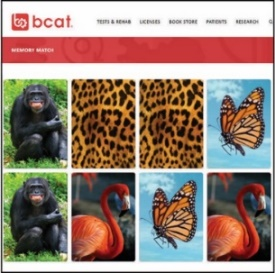 bcat.
TESTS & REHAB LICENSES BOOK STORE PATIENTS RESEARCH
MEMORY MATCH